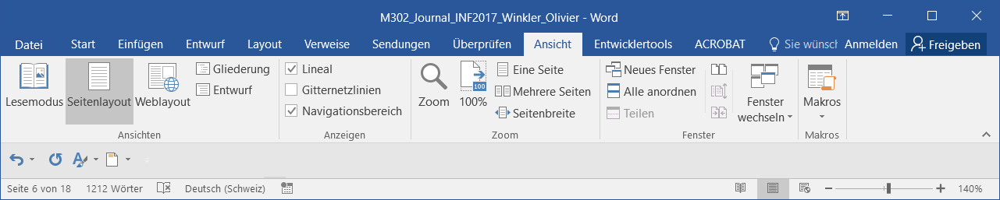 M302_Journal_INF2017_Winkler_Olivier - Word
Datei Start Einfügen Entwurf Layout Verweise Sendungen Überprüfen Ansicht Entwicklertools ACROBAT Sie wünsch Anmelden Freigeben
Lesemodus Seitenlayout Weblayout
Gliederung
Entwurf
Ansichten
Lineal
Gitternetzlinien
Navigationsbereich
Anzeigen
Zoom
100
100%
Eine Seite
Mehrere Seiten
Seitenbreite
Zoom
Neues Fenster
Alle anordnen
Teilen
Fenster
wechseln
Fenster
Makros
Makros
Seite 6 von 18 1212 Wörter Deutsch (Schweiz) 140%